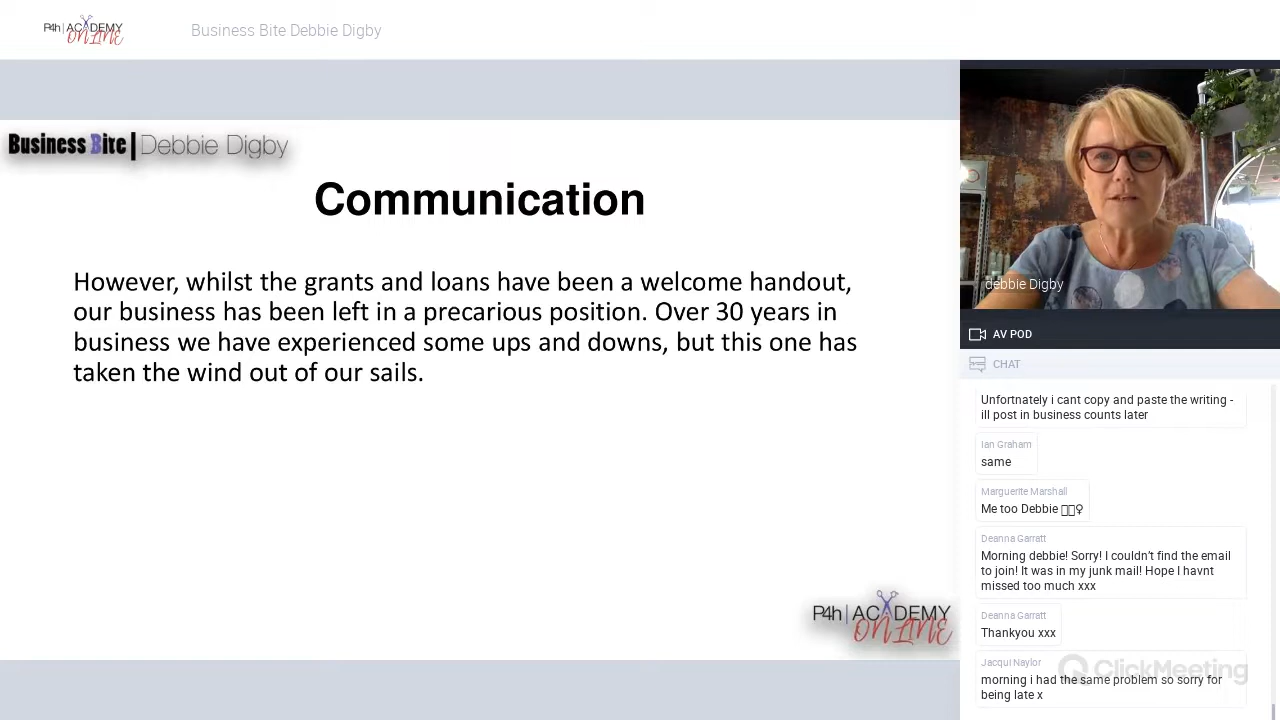 P4h | ACADEMY
ONLINE
Business Bite Debbie Digby
Business Bite | Debbie Digby
Communication
However, whilst the grants and loans have been a welcome handout,
our business has been left in a precarious position. Over 30 years in
business we have experienced some ups and downs, but this one has
taken the wind out of our sails.
P4h | ACADEMY
ONLINE
debbie Digby
AV POD
CHAT
Unfortnately i cant copy and paste the writing -
ill post in business counts later
Ian Graham
same
Marguerite Marshall
Me too Debbie
Deanna Garratt
Morning debbie! Sorry! I couldn’t find the email
to join! It was in my junk mail! Hope I havnt
missed too much xxx
Deanna Garratt
Thankyou xxx
Jacqui Naylor
morning i had the same problem so sorry for
being late x
ClickMeeting